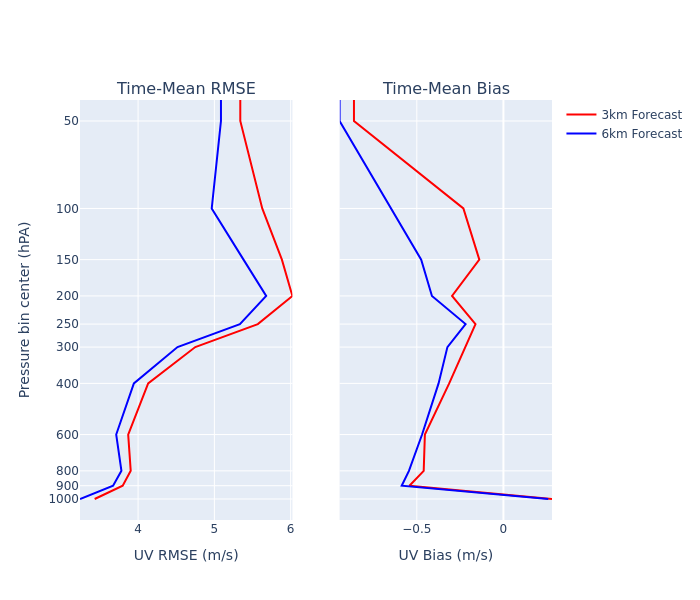 Time-Mean RMSE
Time-Mean Bias
3km Forecast
6km Forecast
Pressure bin center (hPA)
50
100
150
200
250
300
400
600
800
900
1000
4
5
6
−0.5
0
UV RMSE (m/s)
UV Bias (m/s)